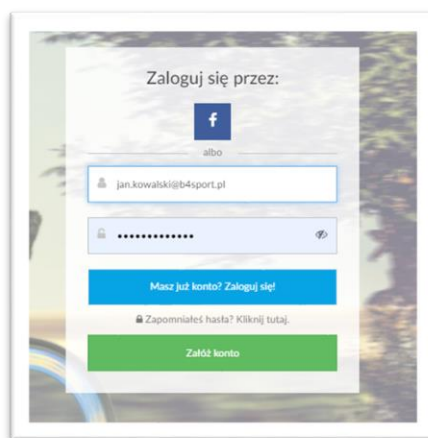 Zaloguj się przez:
f
albo
jan.kowalski@b4sport.pl
•••••••••••••
Masz już konto? Zaloguj się!
Zapomniałeś hasła? Kliknij tutaj.
Załóż konto